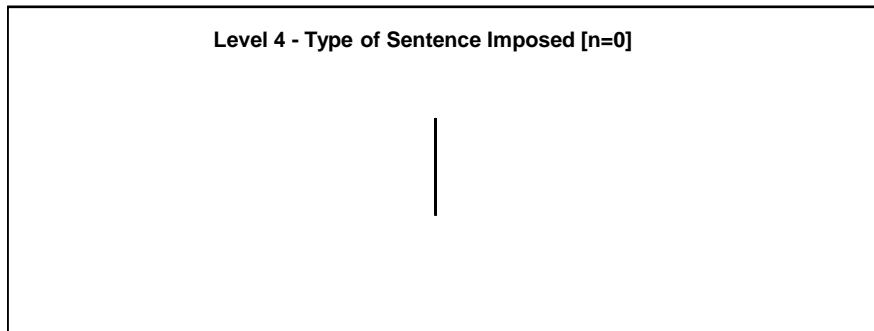 Level 4 - Type of Sentence Imposed [n=0]